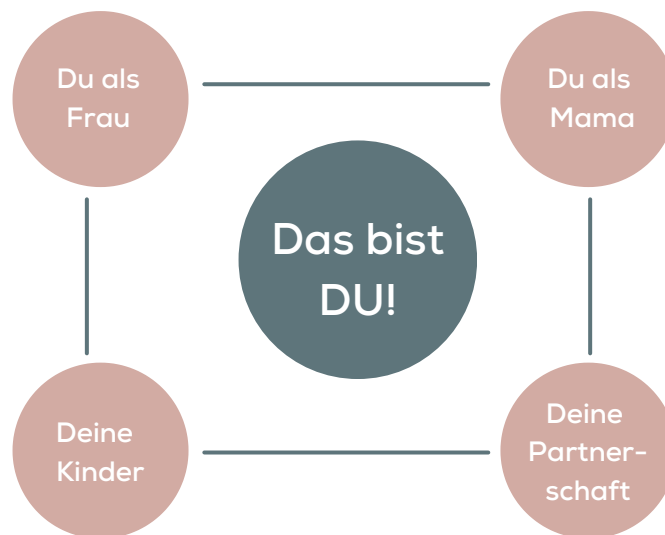 Du als
Frau
Du als
Mama
Das bist
DU!
Deine
Kinder
Deine
Partner-
schaft